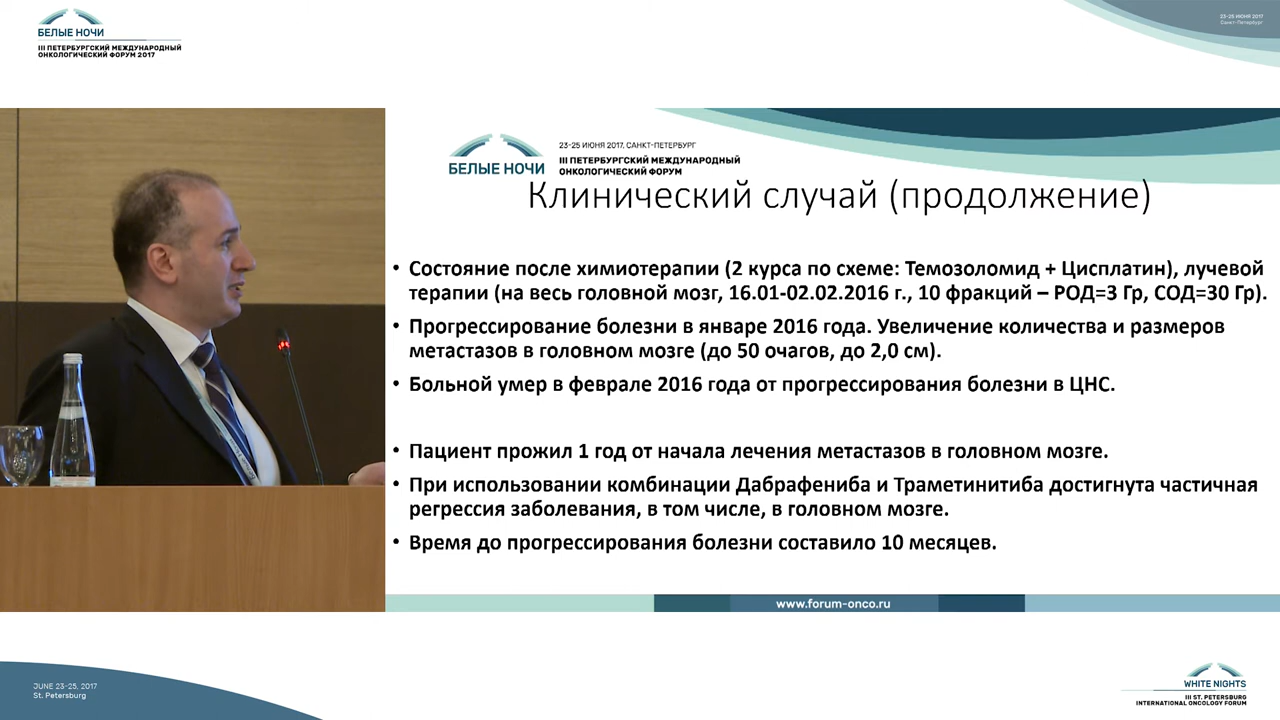 БЕЛЫЕ НОЧИ
III ПЕТЕРБУРГСКИЙ МЕЖДУНАРОДНЫЙ
ОНКОЛОГИЧЕСКИЙ ФОРУМ 2017
23-25 ИЮНЯ 2017
Санкт-Петербург
23-25 ИЮНЯ 2017, САНКТ-ПЕТЕРБУРГ
БЕЛЫЕ НОЧИ
III ПЕТЕРБУРГСКИЙ МЕЖДУНАРОДНЫЙ
ОНКОЛОГИЧЕСКИЙ ФОРУМ
Клинический случай (продолжение)
• Состояние после химиотерапии (2 курса по схеме: Темозоломид + Цисплатин), лучевой
терапии (на весь головной мозг, 16.01-02.02.2016 г., 10 фракций – РОД=3 Гр, СОД=30 Гр).
• Прогрессирование болезни в январе 2016 года. Увеличение количества и размеров
метастазов в головном мозге (до 50 очагов, до 2,0 см).
• Больной умер в феврале 2016 года от прогрессирования болезни в ЦНС.
• Пациент прожил 1 год от начала лечения метастазов в головном мозге.
• При использовании комбинации Дабрафениба и Траметинитиба достигнута частичная
регрессия заболевания, в том числе, в головном мозге.
• Время до прогрессирования болезни составило 10 месяцев.
www.forum-onco.ru
JUNE 23-25, 2017
St. Petersburg
WHITE NIGHTS
III ST. PETERSBURG
INTERNATIONAL ONCOLOGY FORUM